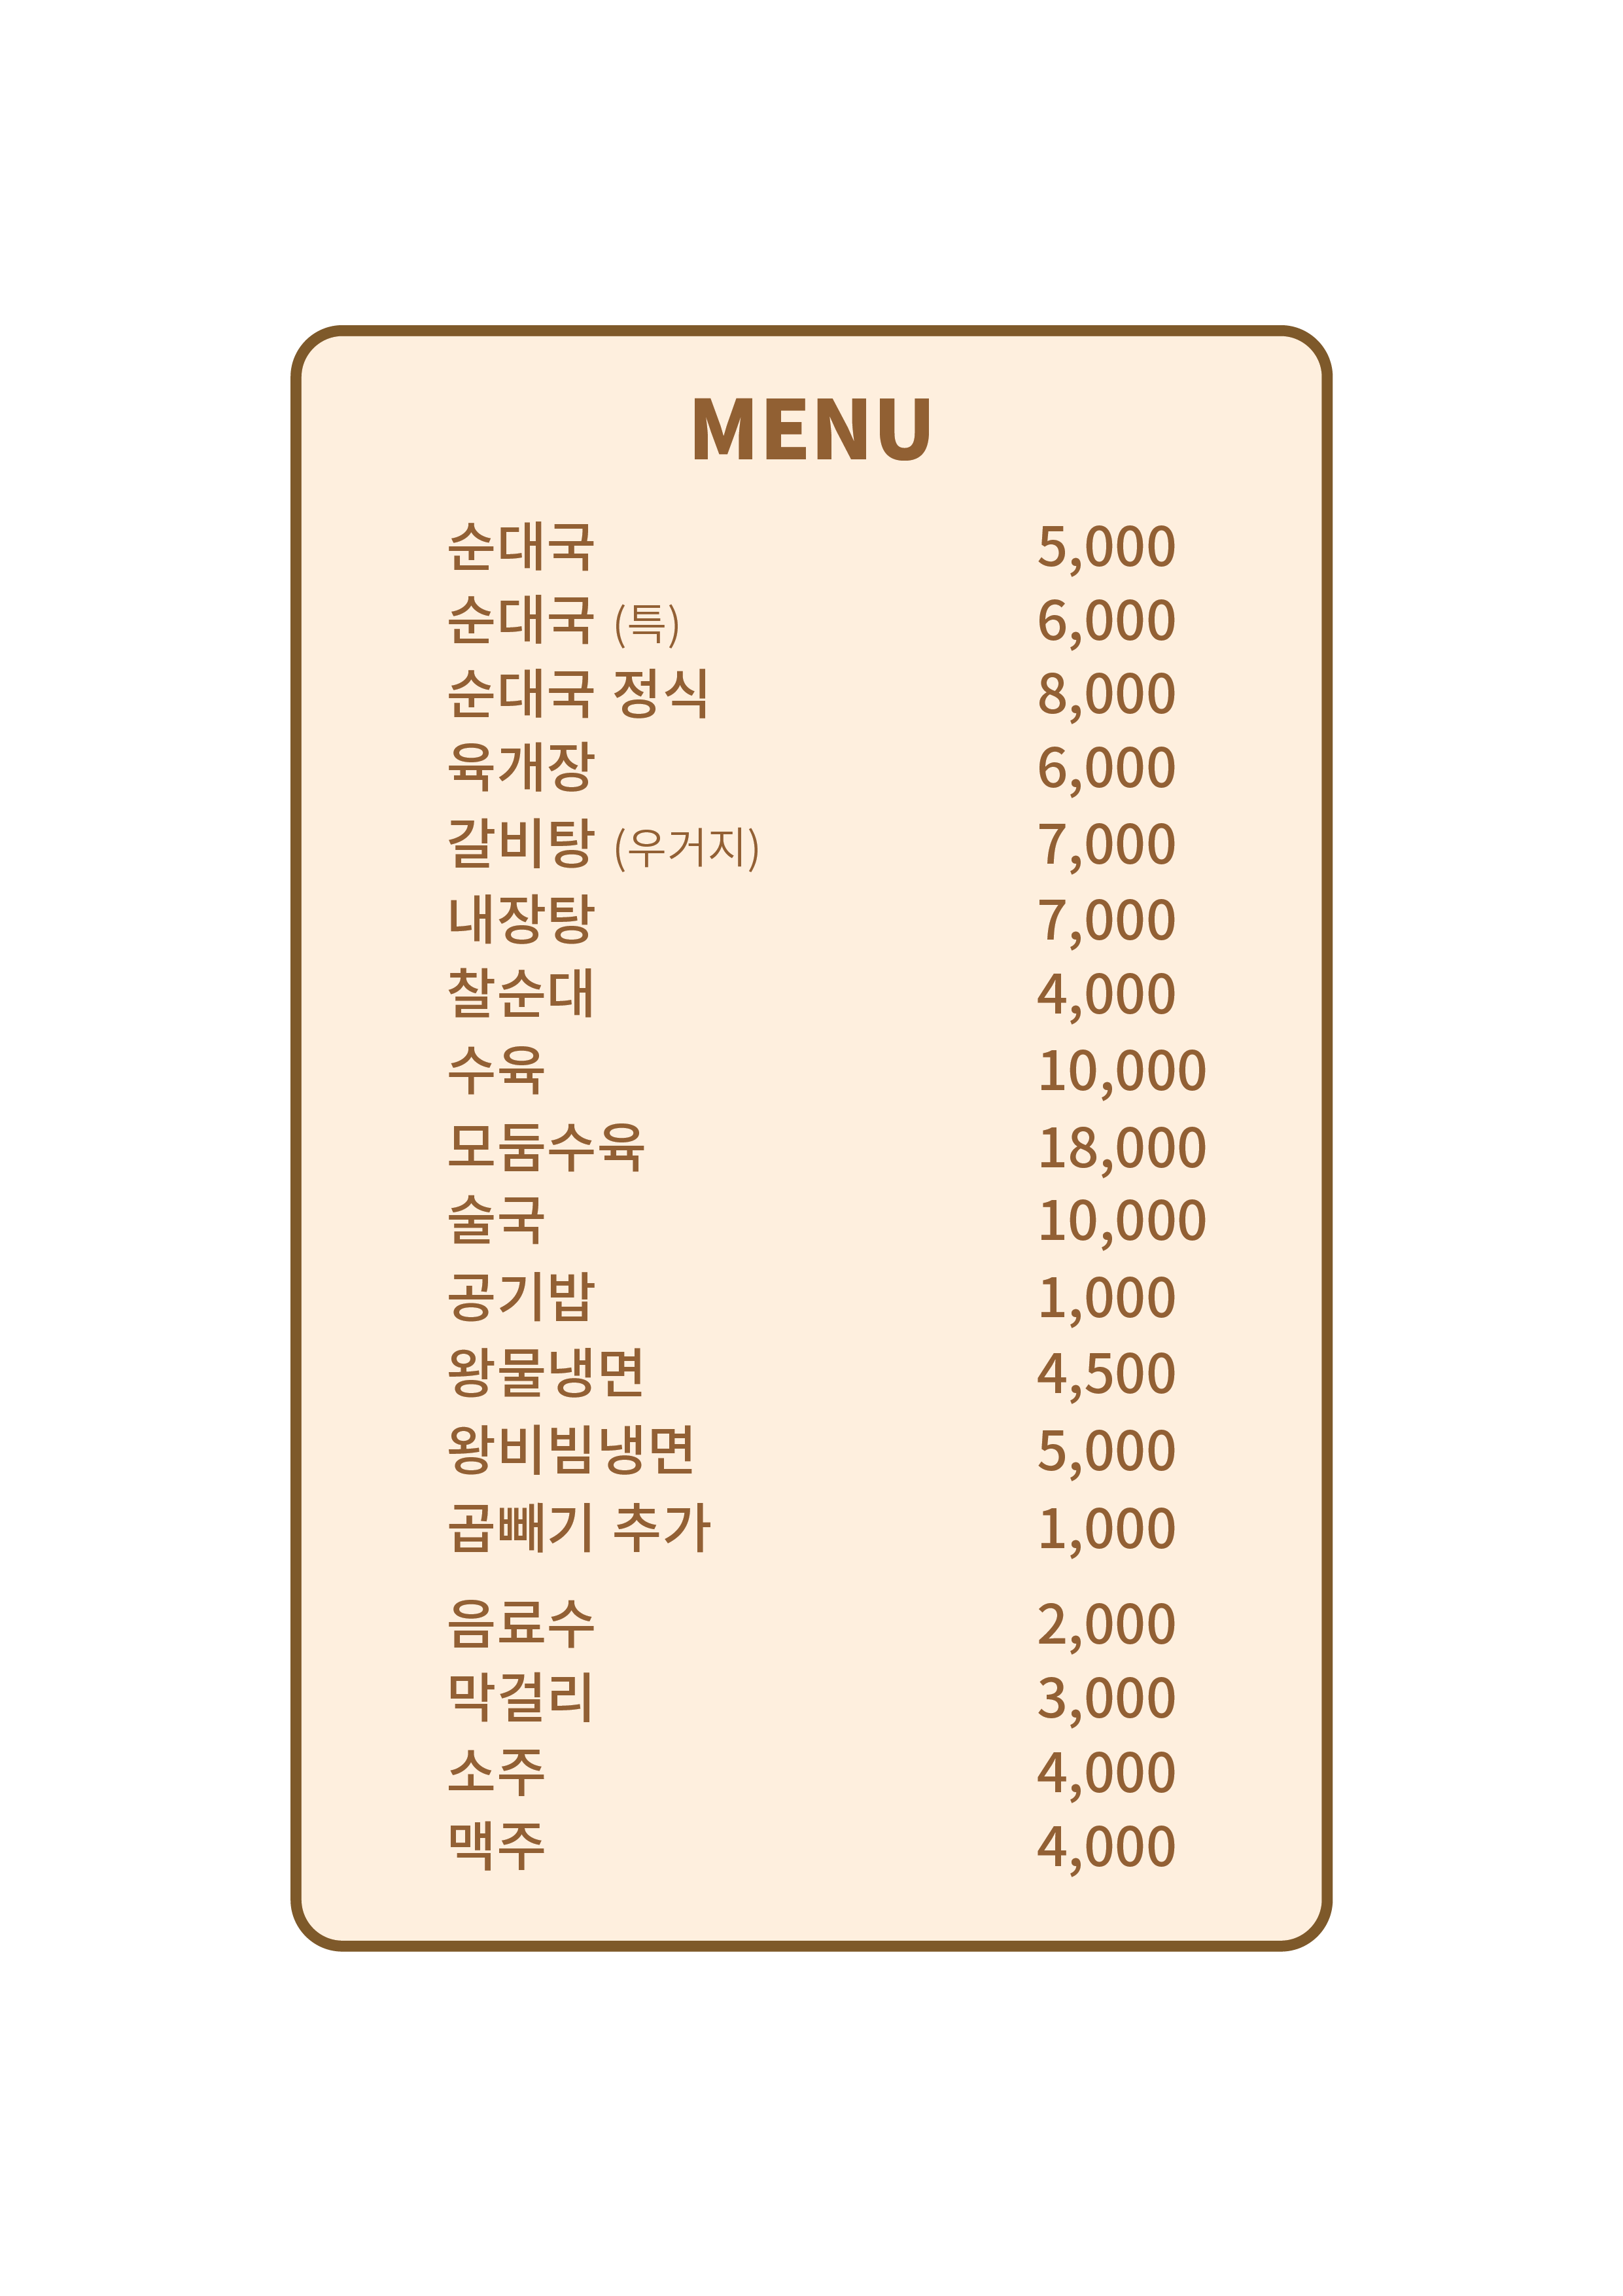 MENU
순대국 5,000
순대국 (특) 6,000
순대국 정식 8,000
육개장 6,000
갈비탕 (우거지) 7,000
내장탕 7,000
찰순대 4,000
수육 10,000
모둠수육 18,000
술국 10,000
공기밥 1,000
왕물냉면 4,500
왕비빔냉면 5,000
곱빼기 추가 1,000
음료수 2,000
막걸리 3,000
소주 4,000
맥주 4,000